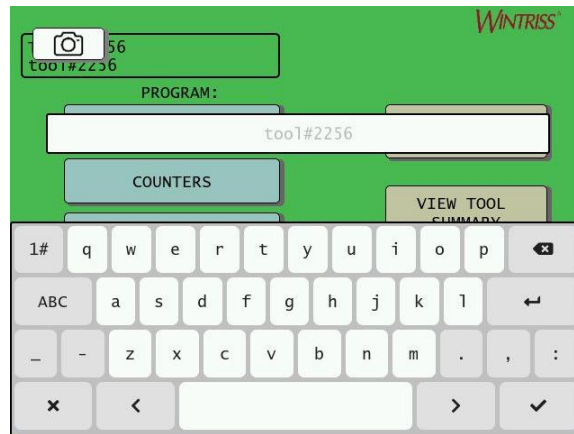 WINTRISS®
56
tool#2256
PROGRAM:
tool#2256
COUNTERS
VIEW TOOL
1#
q
w
e
r
t
y
u
i
o
p
ABC
a
s
d
f
g
h
j
k
l
_
-
z
x
c
v
b
n
m
.
,
: